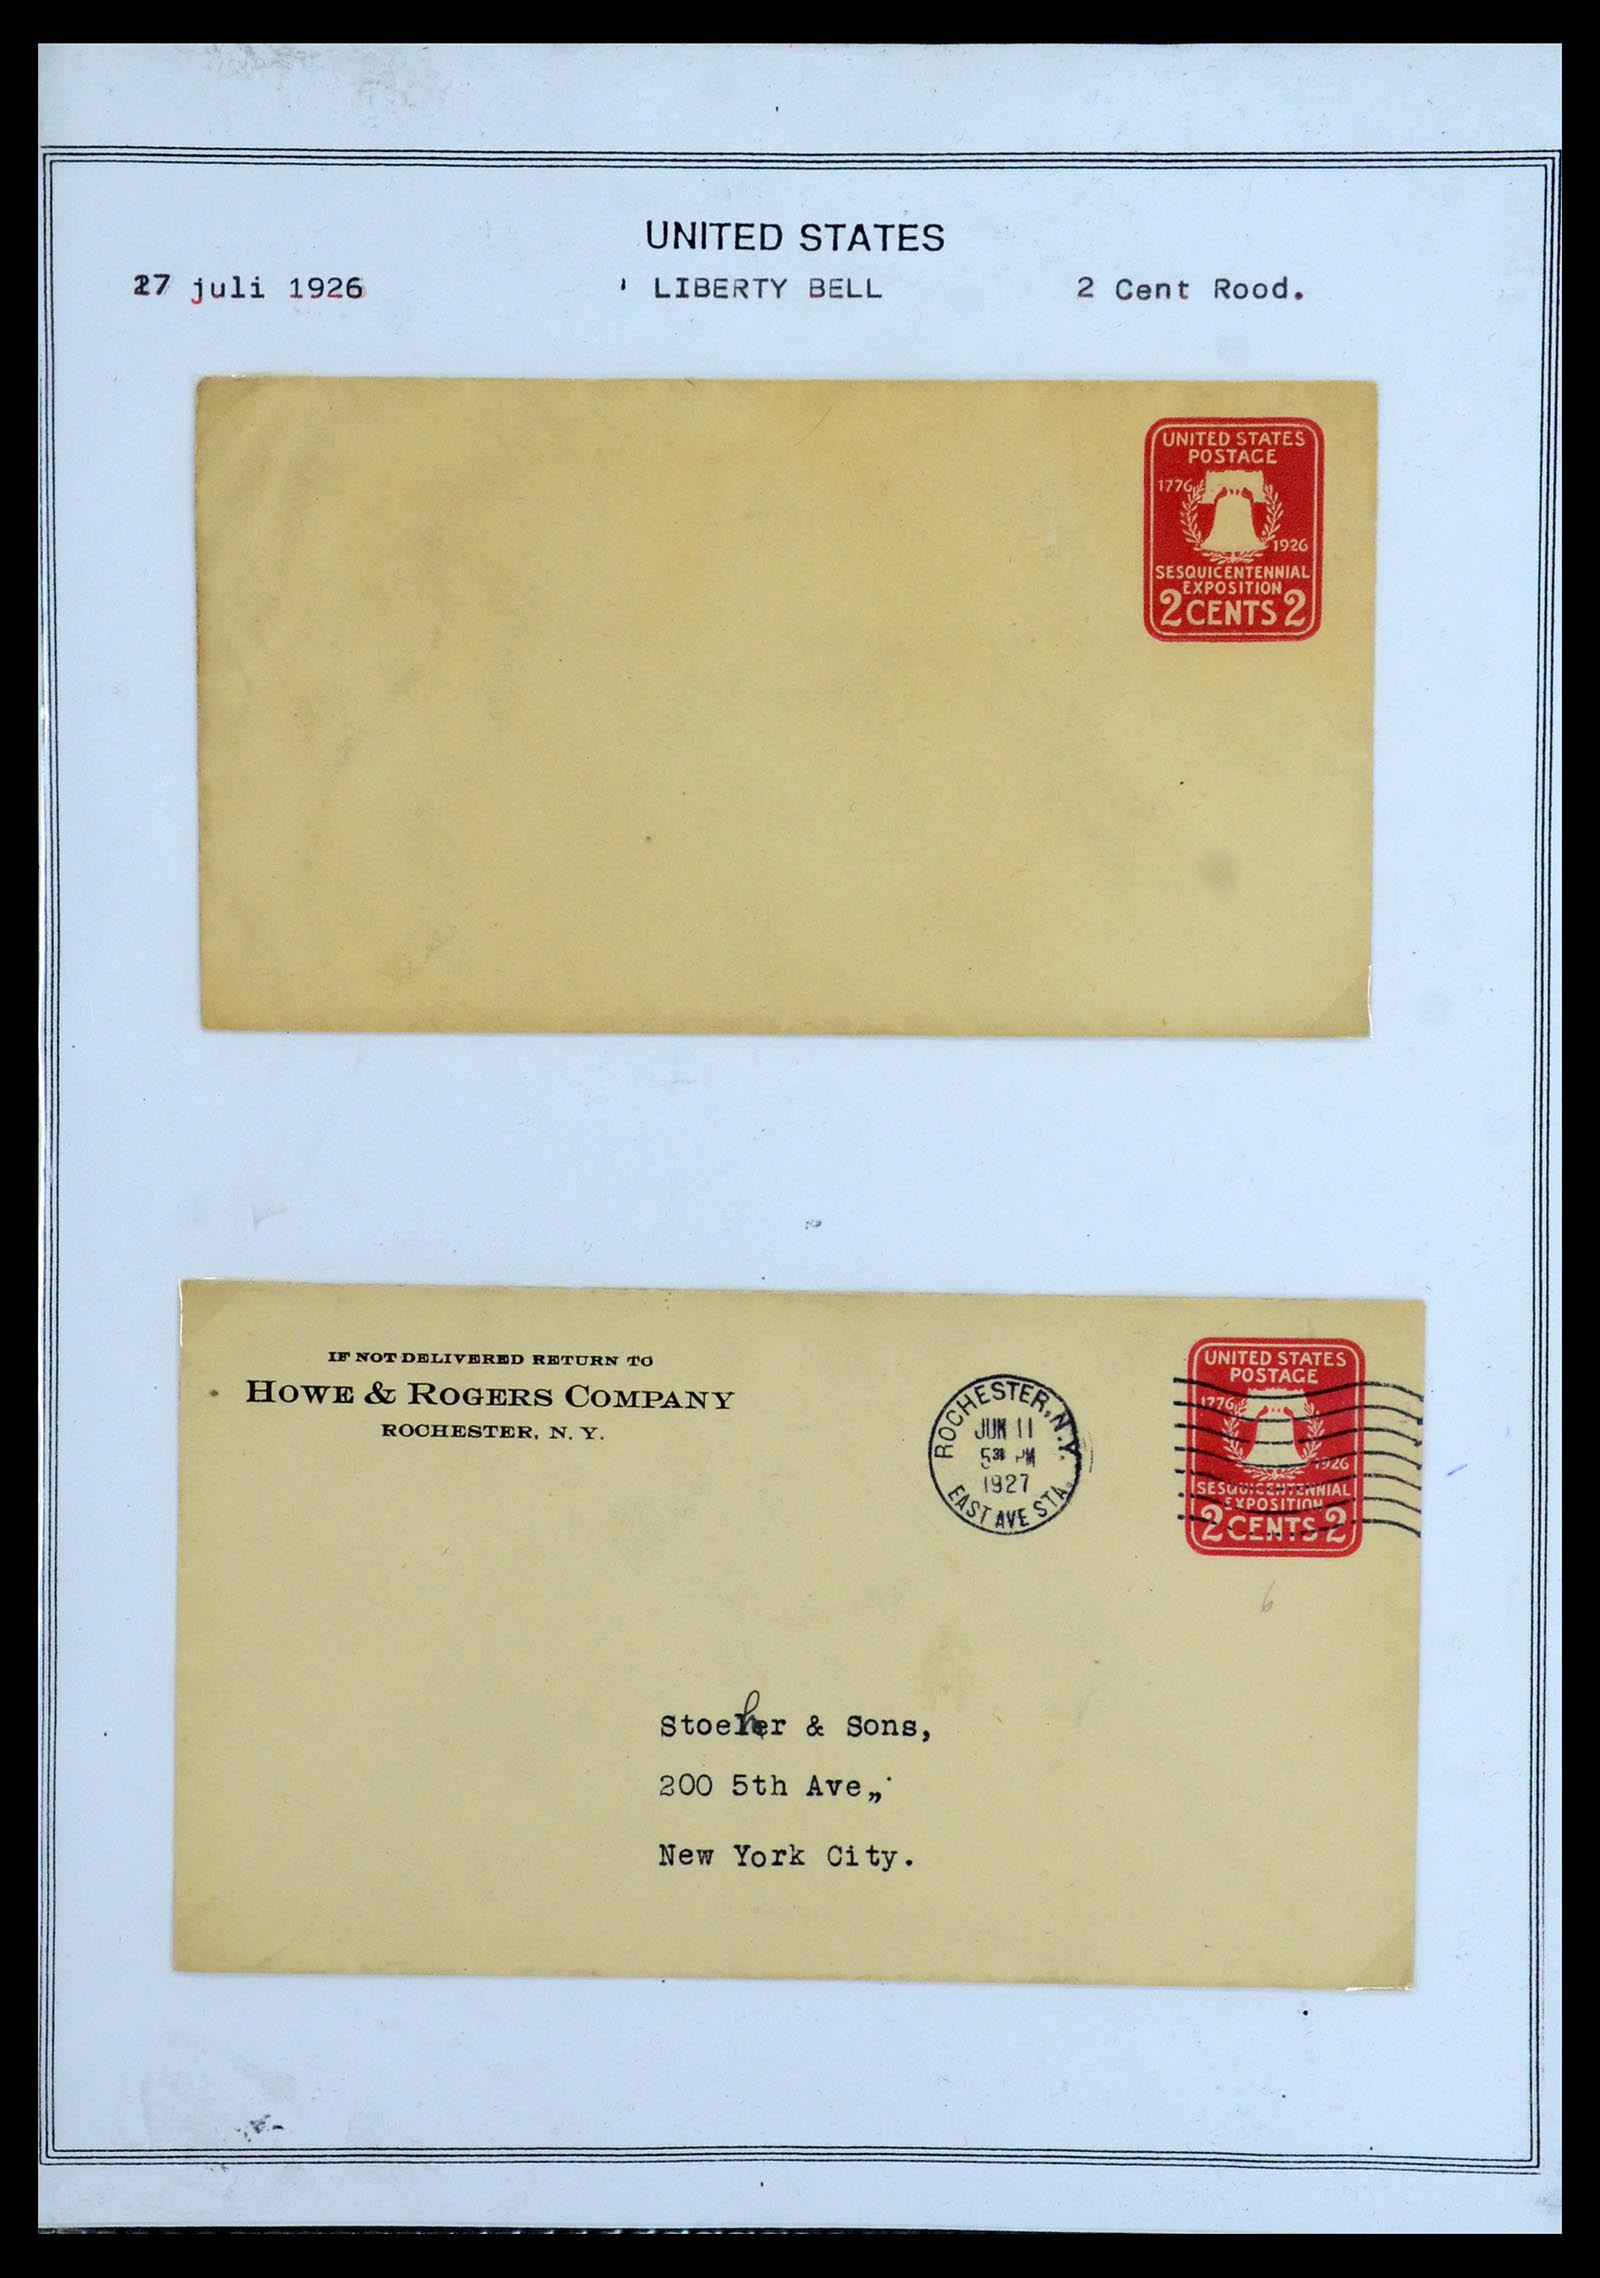 UNITED STATES
27 juli 1926 ' LIBERTY BELL 2 Cent Rood.
UNITED STATES
POSTAGE
1776
1926
SESQUICENTENNIAL
EXPOSITION
2 CENTS 2
IF NOT DELIVERED RETURN TO
HOWE & ROGERS COMPANY
ROCHESTER, N. Y.
ROCHESTER, N.Y.
JUN 11
5 30 PM
1927
EAST AVE STA.
UNITED STATES
POSTAGE
1776
1926
SESQUICENTENNIAL
EXPOSITION
2 CENTS 2
6
Stoehr & Sons,
200 5th Ave,,
New York City.